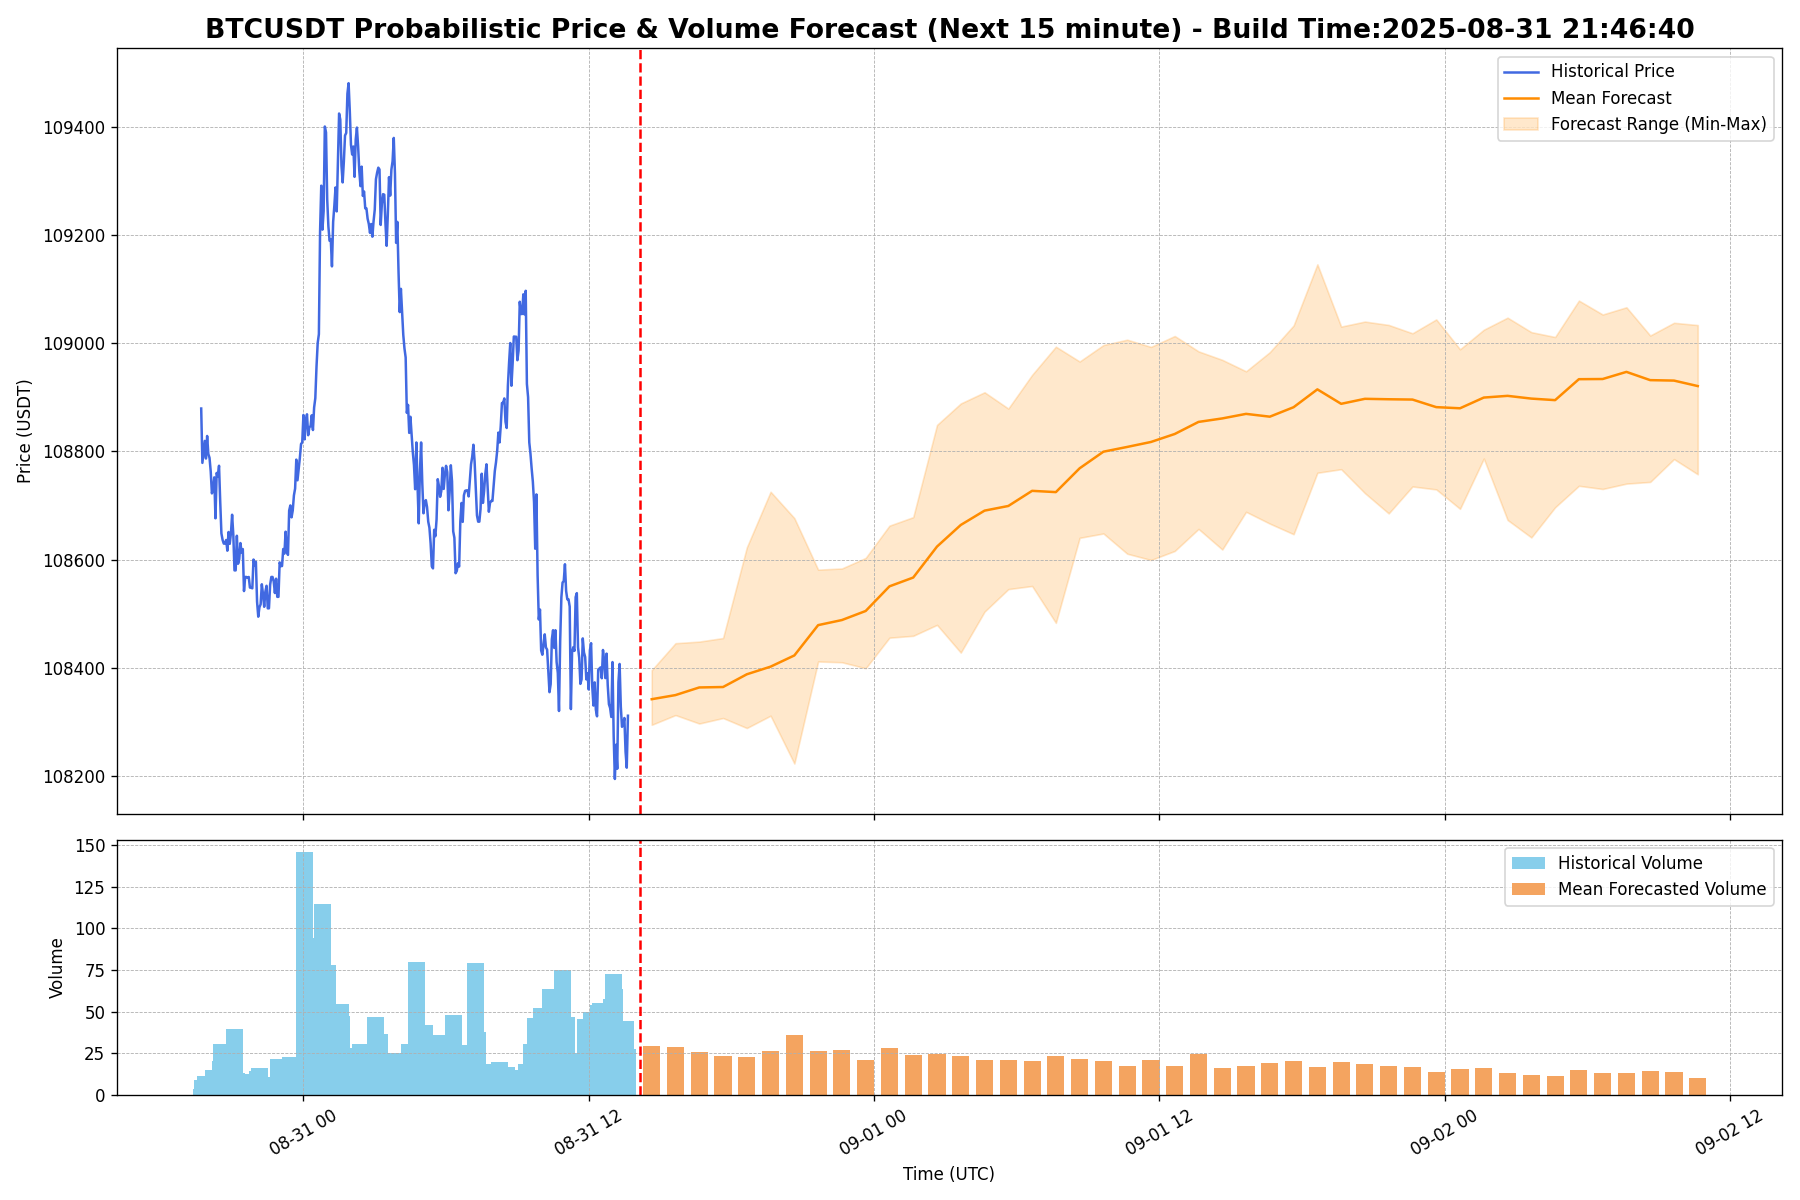 BTCUSDT Probabilistic Price & Volume Forecast (Next 15 minute) - Build Time:2025-08-31 21:46:40
Historical Price
Mean Forecast
Forecast Range (Min-Max)
Price (USDT)
109400
109200
109000
108800
108600
108400
108200
Historical Volume
Mean Forecasted Volume
Volume
150
125
100
75
50
25
0
08-31 00
08-31 12
09-01 00
09-01 12
09-02 00
09-02 12
Time (UTC)